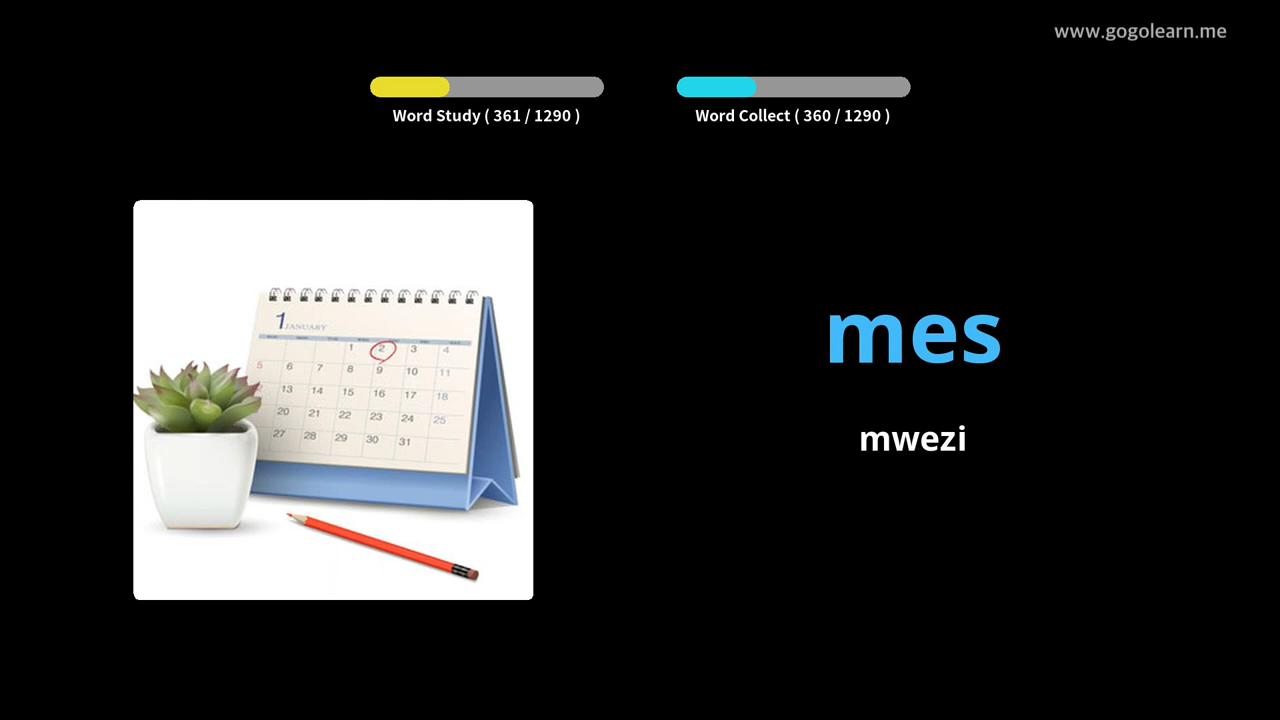 www.gogolearn.me
Word Study ( 361 / 1290 )
Word Collect ( 360 / 1290 )
mes
mwezi
1 JANUARY
1 2 3 4
5 6 7 8 9 10 11
13 14 15 16 17 18
20 21 22 23 24 25
27 28 29 30 31